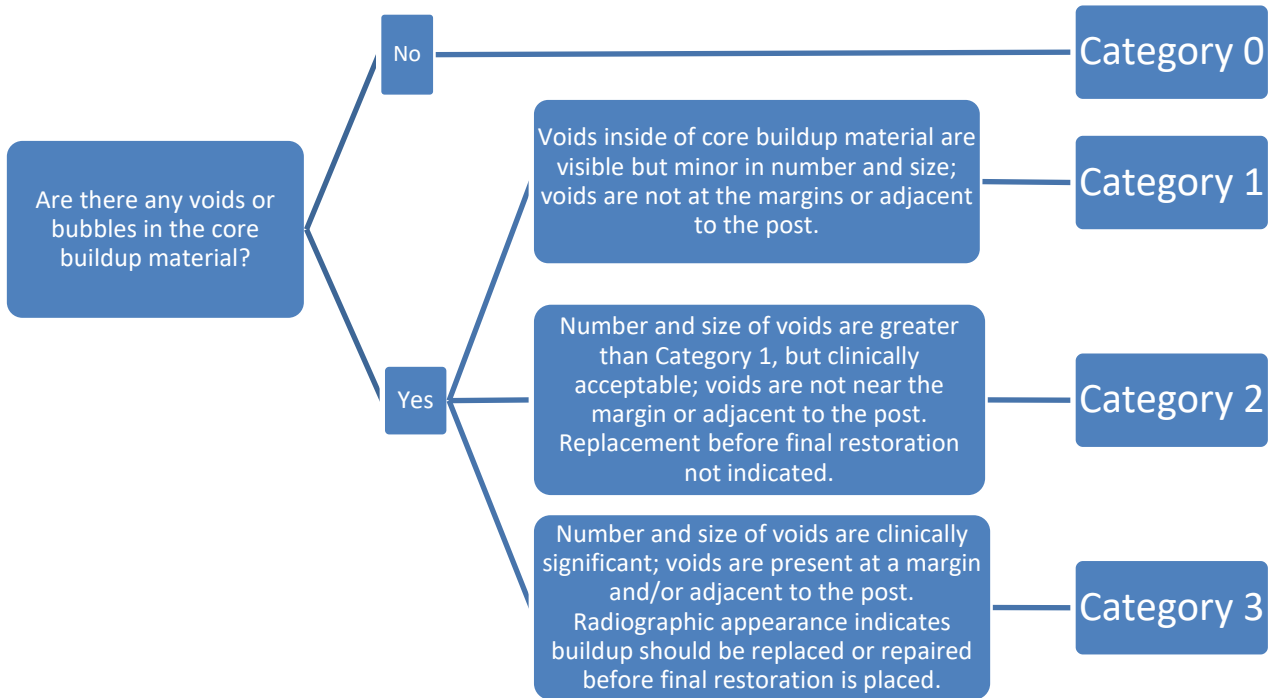 No
Category 0
Are there any voids or
bubbles in the core
buildup material?
Voids inside of core buildup material are
visible but minor in number and size;
voids are not at the margins or adjacent
to the post.
Category 1
Yes
Number and size of voids are greater
than Category 1, but clinically
acceptable; voids are not near the
margin or adjacent to the post.
Replacement before final restoration
not indicated.
Category 2
Number and size of voids are clinically
significant; voids are present at a margin
and/or adjacent to the post.
Radiographic appearance indicates
buildup should be replaced or repaired
before final restoration is placed.
Category 3